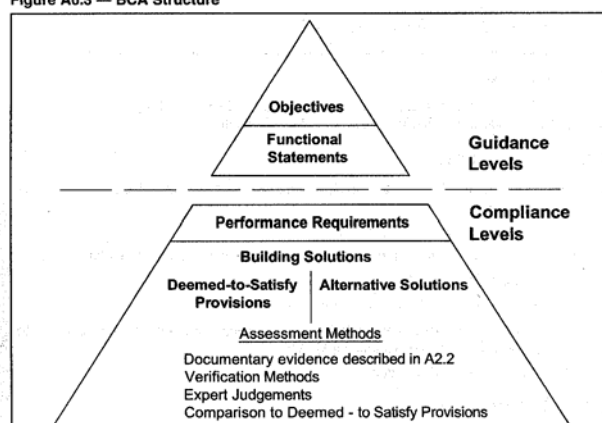 Figure A0.3 — BCA Structure
Objectives
Functional
Statements
Guidance
Levels
Performance Requirements
Compliance
Levels
Building Solutions
Deemed-to-Satisfy
Provisions
Alternative Solutions
Assessment Methods
Documentary evidence described in A2.2
Verification Methods
Expert Judgements
Comparison to Deemed - to Satisfy Provisions